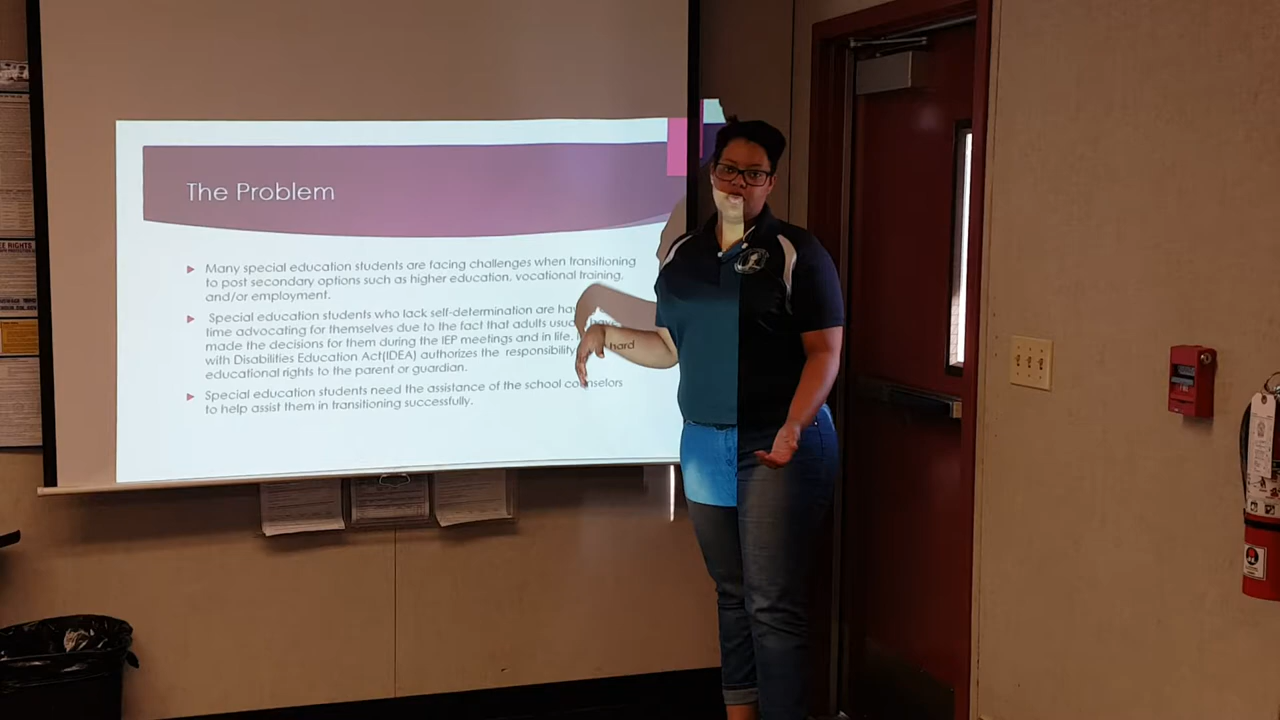 The Problem
Many special education students are facing challenges when transitioning
to post secondary options such as higher education, vocational training,
and/or employment.
Special education students who lack self-determination are
time advocating for themselves due to the fact that adults have
made the decisions for them during the IEP meetings and in life. hard
with Disabilities Education Act(IDEA) authorizes the responsibility
educational rights to the parent or guardian.
Special education students need the assistance of the school counselors
to help assist them in transitioning successfully.